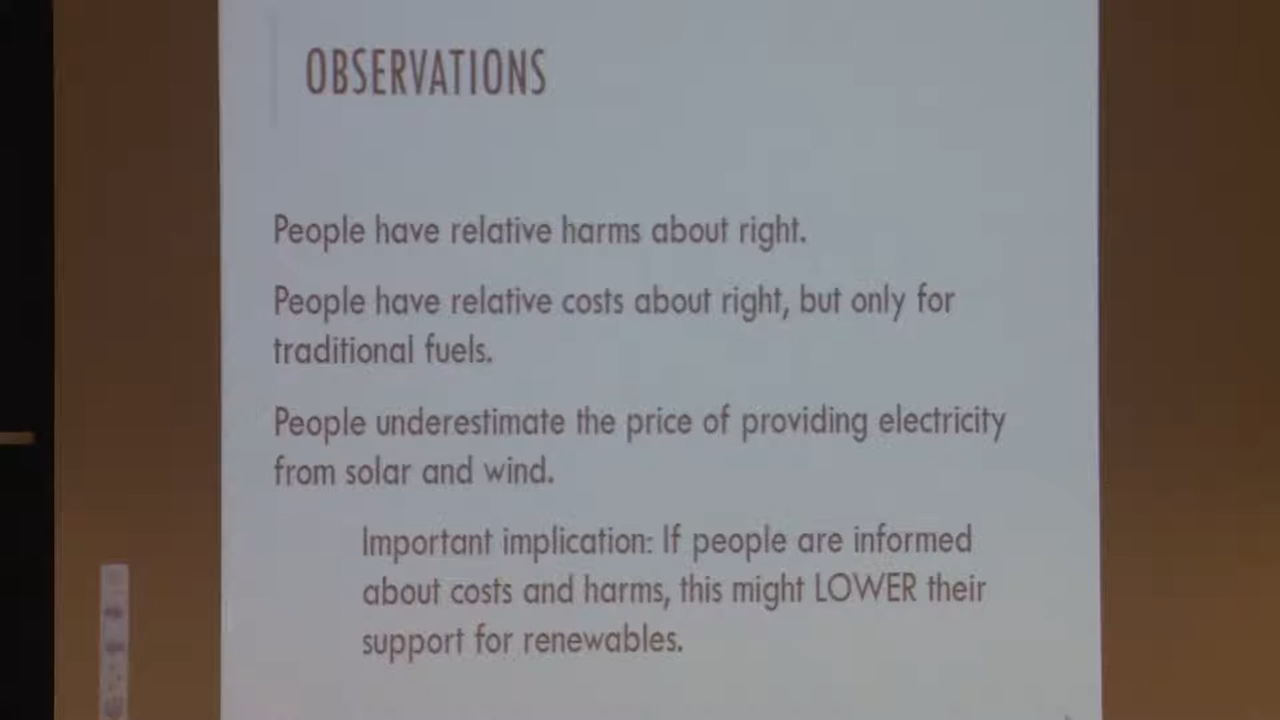 OBSERVATIONS
People have relative harms about right.
People have relative costs about right, but only for
traditional fuels.
People underestimate the price of providing electricity
from solar and wind.
Important implication: If people are informed
about costs and harms, this might LOWER their
support for renewables.